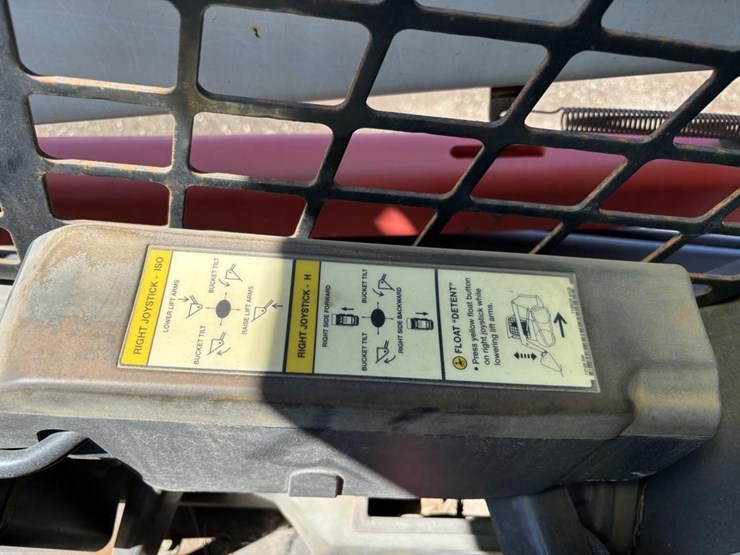 RIGHT JOYSTICK - ISO
LOWER LIFT ARMS
BUCKET TILT
BUCKET TILT
RAISE LIFT ARMS
RIGHT JOYSTICK - H
RIGHT SIDE FORWARD
BUCKET TILT
BUCKET TILT
RIGHT SIDE BACKWARD
FLOAT "DETENT"
• Press yellow float button
on right joystick while
lowering lift arms.